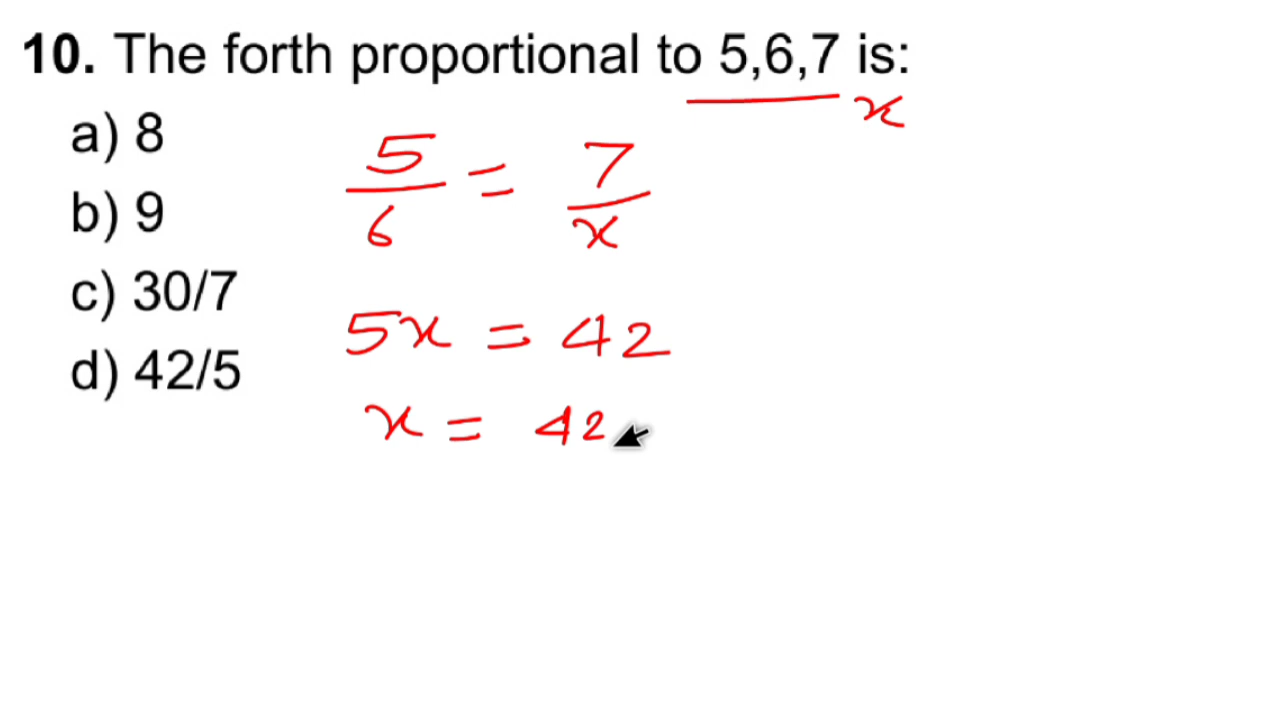 10. The forth proportional to 5,6,7 is:
x
a) 8
5/6 = 7/x
b) 9
c) 30/7
5x = 42
d) 42/5
x = 42